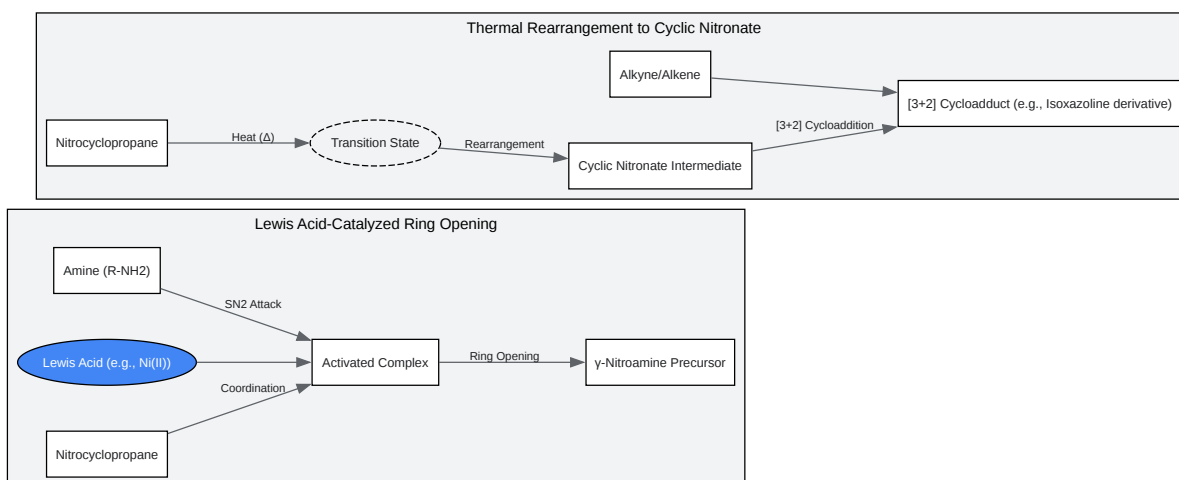 Thermal Rearrangement to Cyclic Nitronate
Alkyne/Alkene
[3+2] Cycloadduct (e.g., Isoxazoline derivative)
[3+2] Cycloaddition
Nitrocyclopropane
Heat (Δ)
Transition State
Rearrangement
Cyclic Nitronate Intermediate
Lewis Acid-Catalyzed Ring Opening
Amine (R-NH2)
SN2 Attack
Lewis Acid (e.g., Ni(II))
Activated Complex
Ring Opening
γ-Nitroamine Precursor
Coordination
Nitrocyclopropane